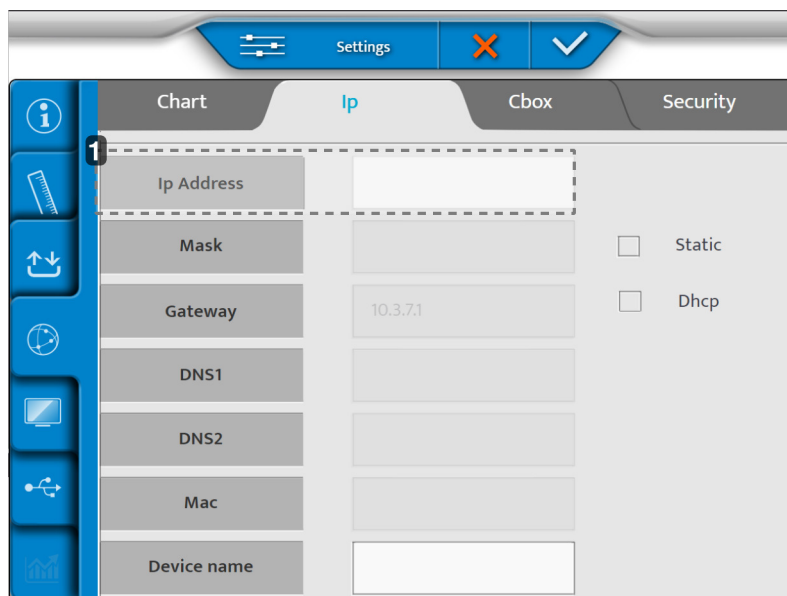 Settings
Chart Ip Cbox Security
1
Ip Address
Mask Static
Gateway 10.3.7.1 Dhcp
DNS1
DNS2
Mac
Device name